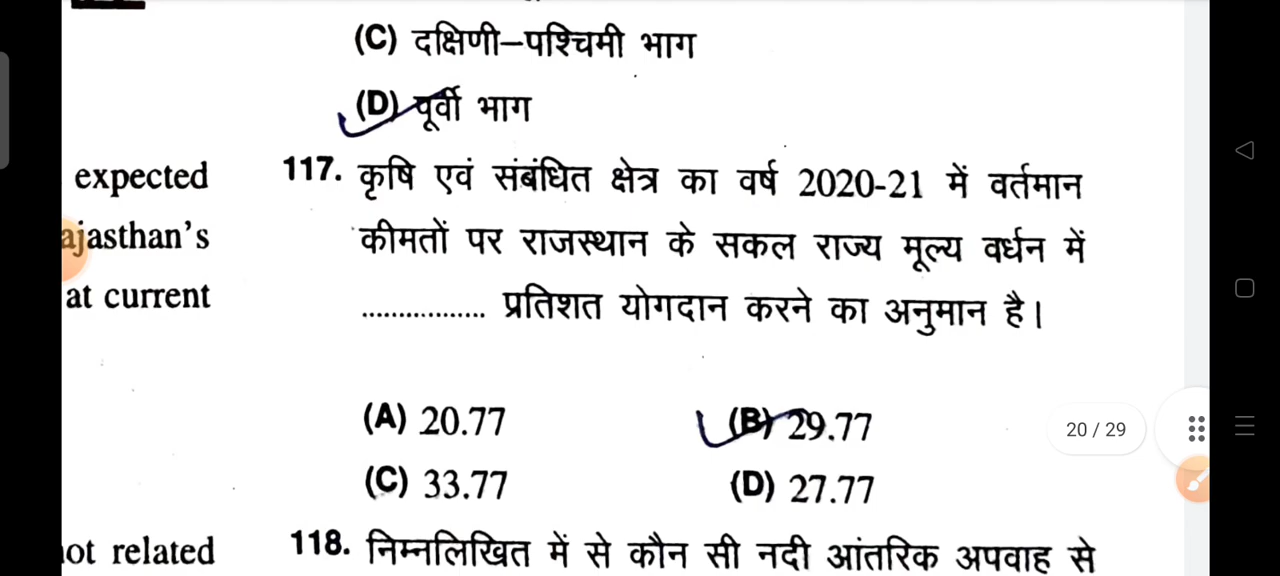 (C) दक्षिणी–पश्चिमी भाग
(D) पूर्वी भाग
expected
ajasthan's
at current
117. कृषि एवं संबंधित क्षेत्र का वर्ष 2020-21 में वर्तमान
कीमतों पर राजस्थान के सकल राज्य मूल्य वर्धन में
................. प्रतिशत योगदान करने का अनुमान है।
(A) 20.77 (B) 29.77
(C) 33.77 (D) 27.77
20 / 29
ot related
118. निम्नलिखित में से कौन सी नदी आंतरिक अपवाह से